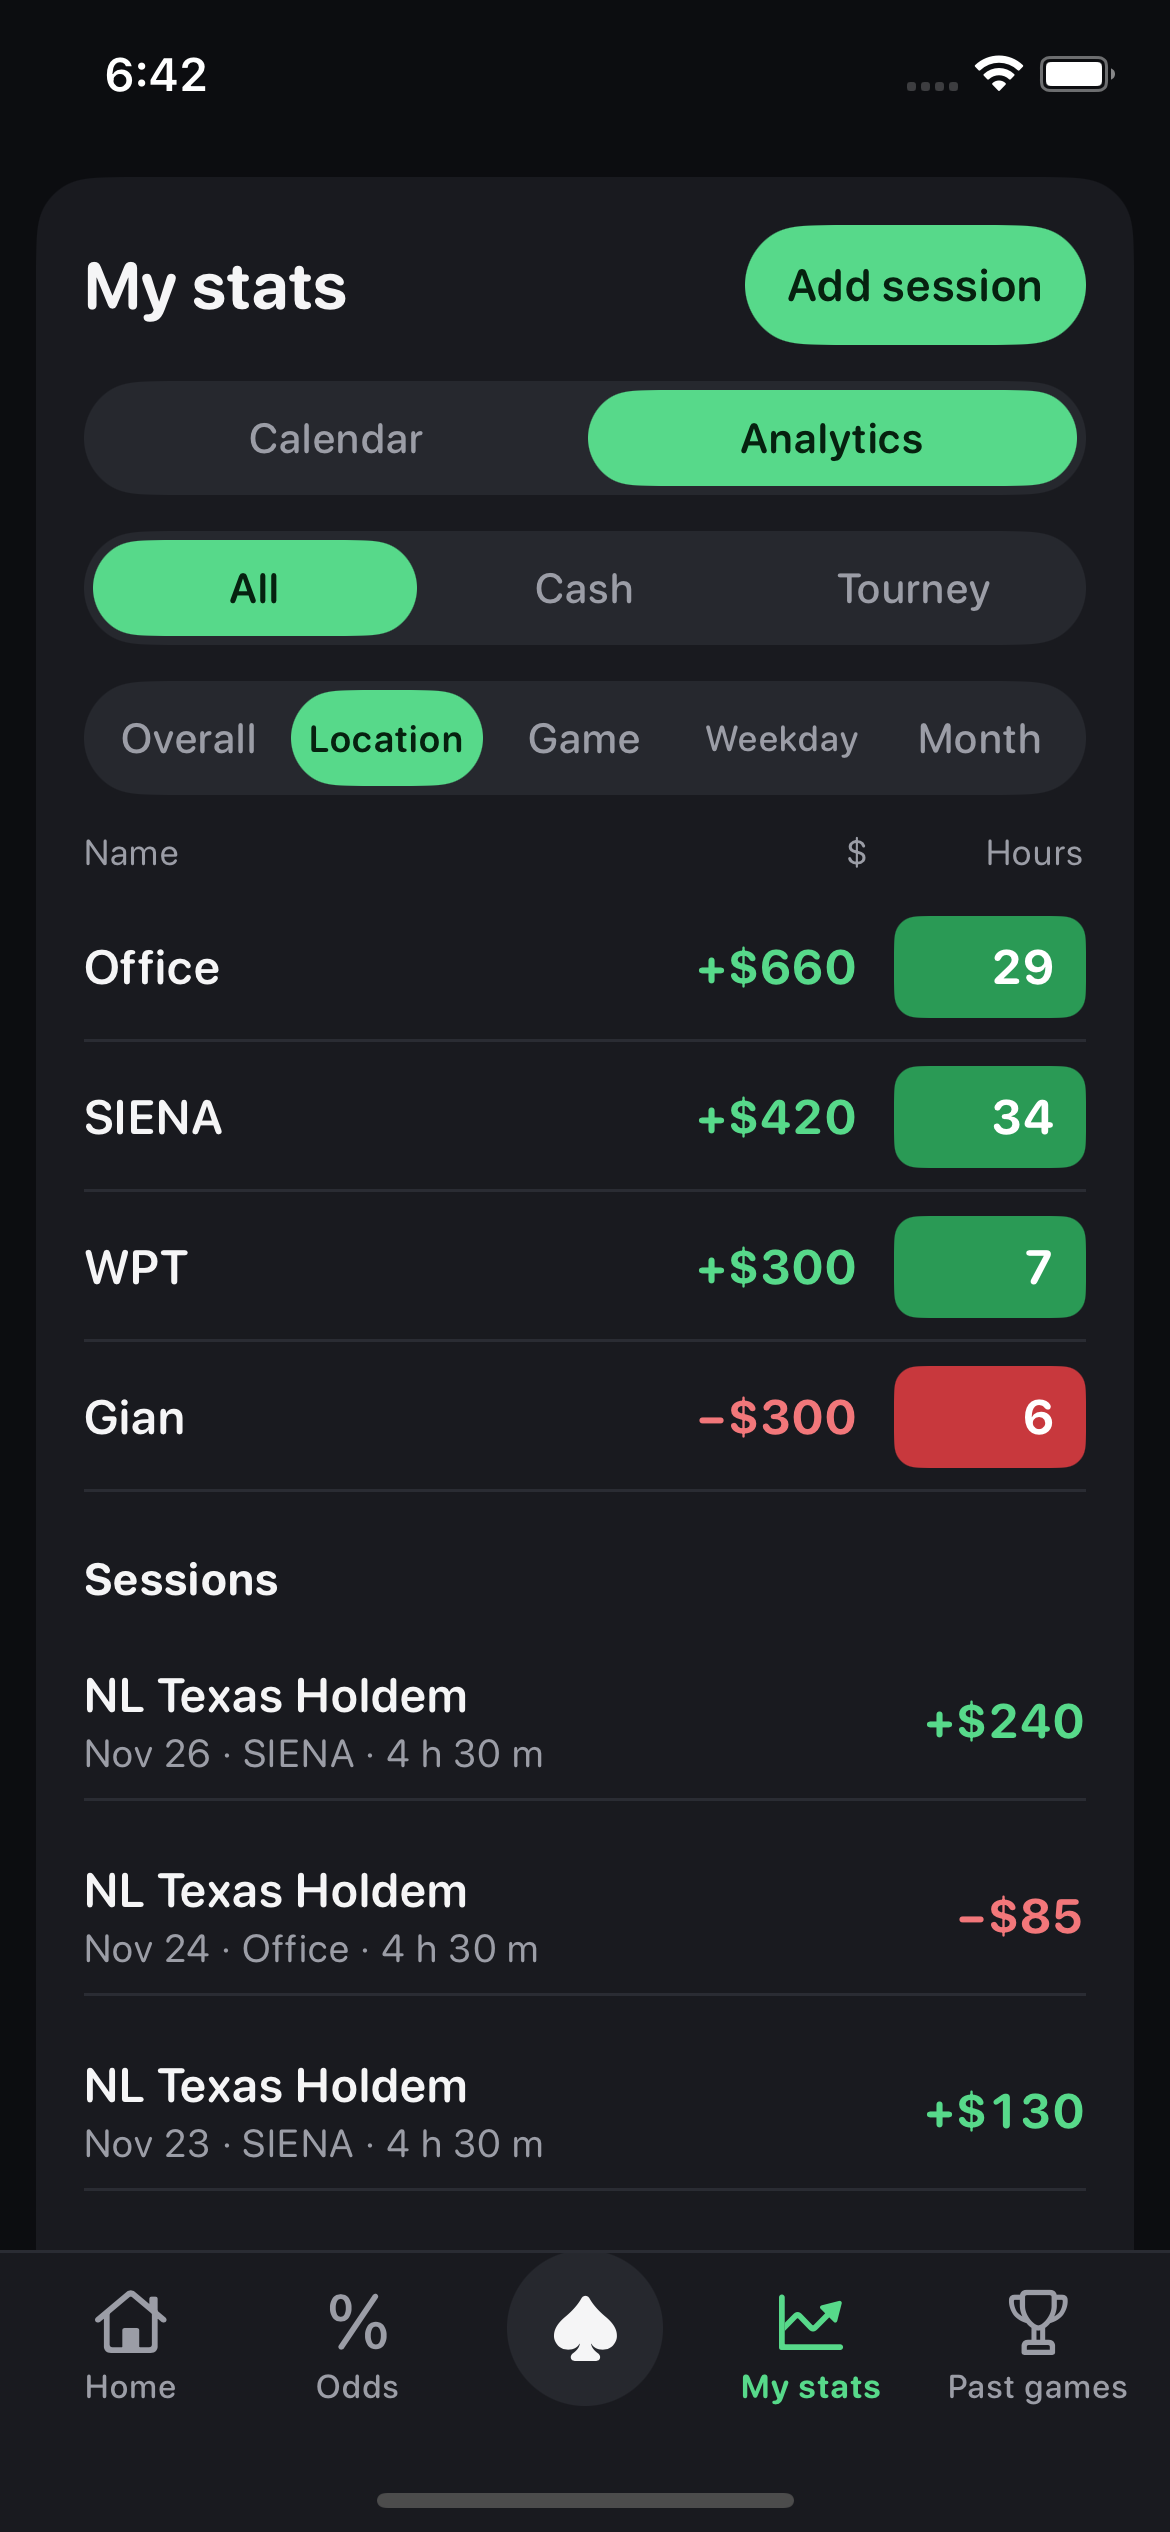 6:42
My stats
Add session
Calendar
Analytics
All
Cash
Tourney
Overall
Location
Game
Weekday
Month
Name $ Hours
Office +$660 29
SIENA +$420 34
WPT +$300 7
Gian −$300 6
Sessions
NL Texas Holdem
+$240
Nov 26 · SIENA · 4 h 30 m
NL Texas Holdem
−$85
Nov 24 · Office · 4 h 30 m
NL Texas Holdem
+$130
Nov 23 · SIENA · 4 h 30 m
Home
Odds
My stats
Past games